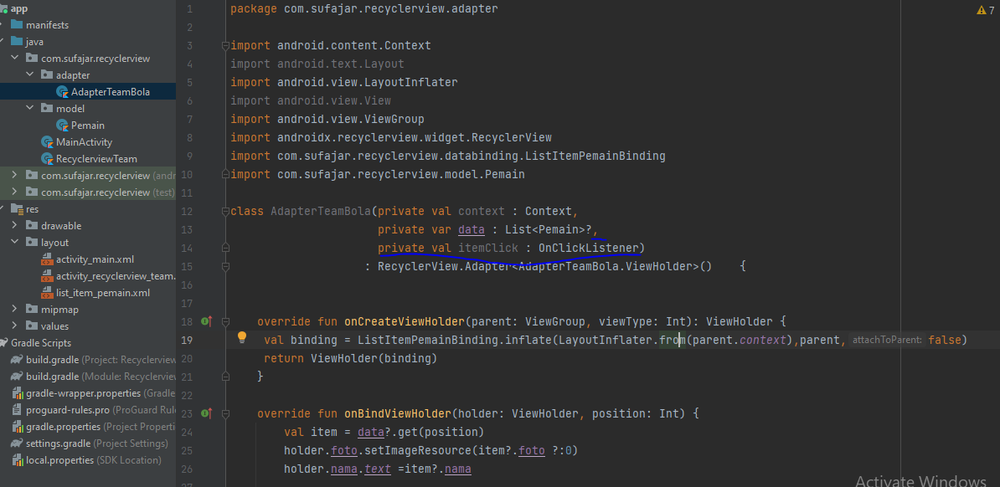 app
manifests
java
com.sufajar.recyclerview
adapter
AdapterTeamBola
model
Pemain
MainActivity
RecyclerviewTeam
com.sufajar.recyclerview (andr
com.sufajar.recyclerview (test)
res
drawable
layout
activity_main.xml
activity_recyclerview_team.
list_item_pemain.xml
mipmap
values
Gradle Scripts
build.gradle (Project: Recyclerview
build.gradle (Module: Recyclerview
gradle-wrapper.properties (Gradle
proguard-rules.pro (ProGuard Rule
gradle.properties (Project Properti
settings.gradle (Project Settings)
local.properties (SDK Location)
7
1 package com.sufajar.recyclerview.adapter
2
3 import android.content.Context
4 import android.text.Layout
5 import android.view.LayoutInflater
6 import android.view.View
7 import android.view.ViewGroup
8 import androidx.recyclerview.widget.RecyclerView
9 import com.sufajar.recyclerview.databinding.ListItemPemainBinding
10 import com.sufajar.recyclerview.model.Pemain
11
12 class AdapterTeamBola(private val context : Context,
13 private var data : List<Pemain>?,
14 private val itemClick : OnClickListener)
15 : RecyclerView.Adapter<AdapterTeamBola.ViewHolder>() {
16
17
18 override fun onCreateViewHolder(parent: ViewGroup, viewType: Int): ViewHolder {
19 val binding = ListItemPemainBinding.inflate(LayoutInflater.from(parent.context),parent, attachToParent: false)
20 return ViewHolder(binding)
21 }
22
23 override fun onBindViewHolder(holder: ViewHolder, position: Int) {
24 val item = data?.get(position)
25 holder.foto.setImageResource(item?.foto ?:0)
26 holder.nama.text =item?.nama
Activate Windows